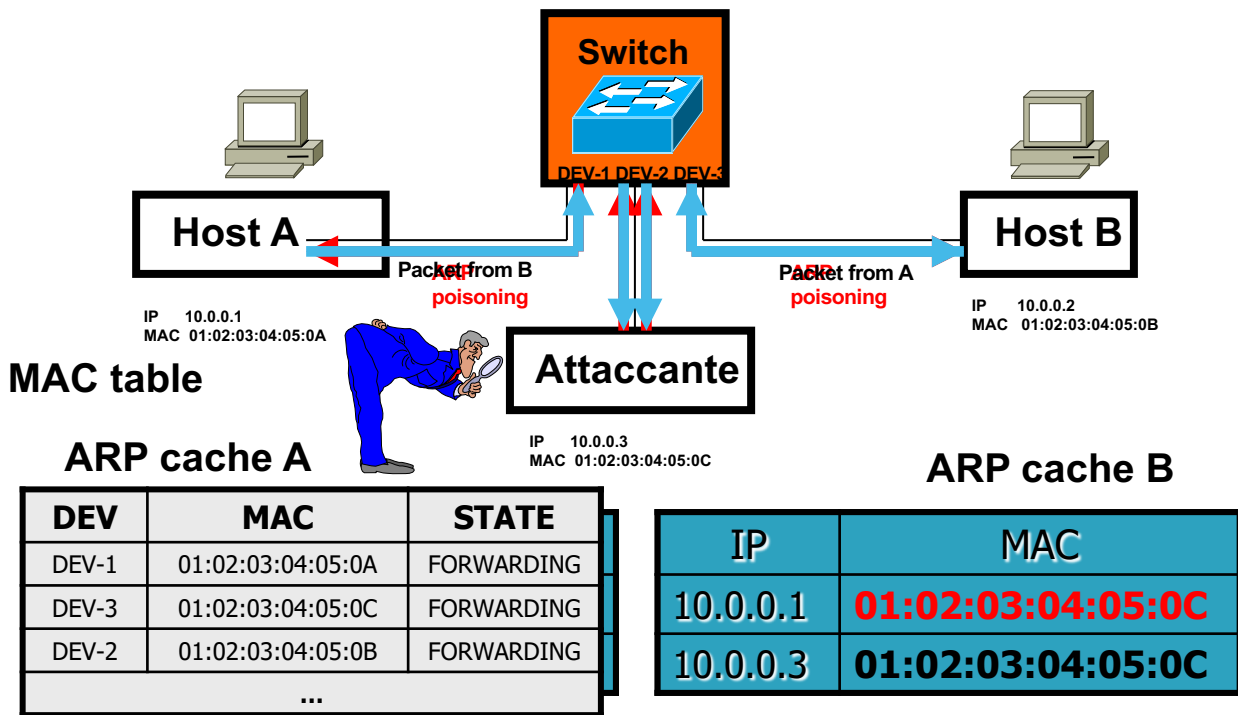 Switch
DEV-1 DEV-2 DEV-3
Host A
Host B
Packet from B
ARP
poisoning
Packet from A
ARP
poisoning
IP 10.0.0.1
MAC 01:02:03:04:05:0A
IP 10.0.0.2
MAC 01:02:03:04:05:0B
Attaccante
IP 10.0.0.3
MAC 01:02:03:04:05:0C
MAC table
ARP cache A
ARP cache B
DEV MAC STATE
DEV-1 01:02:03:04:05:0A FORWARDING
DEV-3 01:02:03:04:05:0C FORWARDING
DEV-2 01:02:03:04:05:0B FORWARDING
...
IP MAC
10.0.0.1 01:02:03:04:05:0C
10.0.0.3 01:02:03:04:05:0C